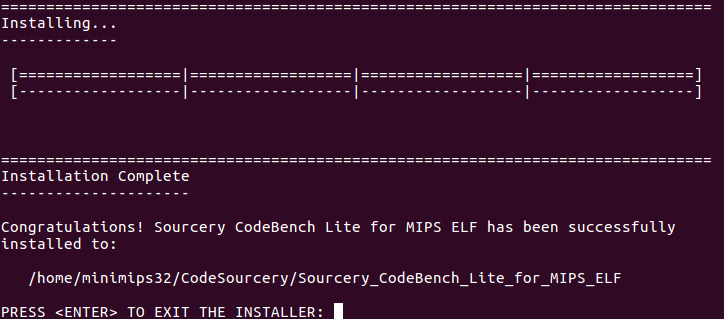 ===============================================================================
Installing...
-------------
[==================|==================|==================|==================]
[------------------|------------------|------------------|------------------]
===============================================================================
Installation Complete
---------------------
Congratulations! Sourcery CodeBench Lite for MIPS ELF has been successfully
installed to:
/home/minimips32/CodeSourcery/Sourcery_CodeBench_Lite_for_MIPS_ELF
PRESS <ENTER> TO EXIT THE INSTALLER: